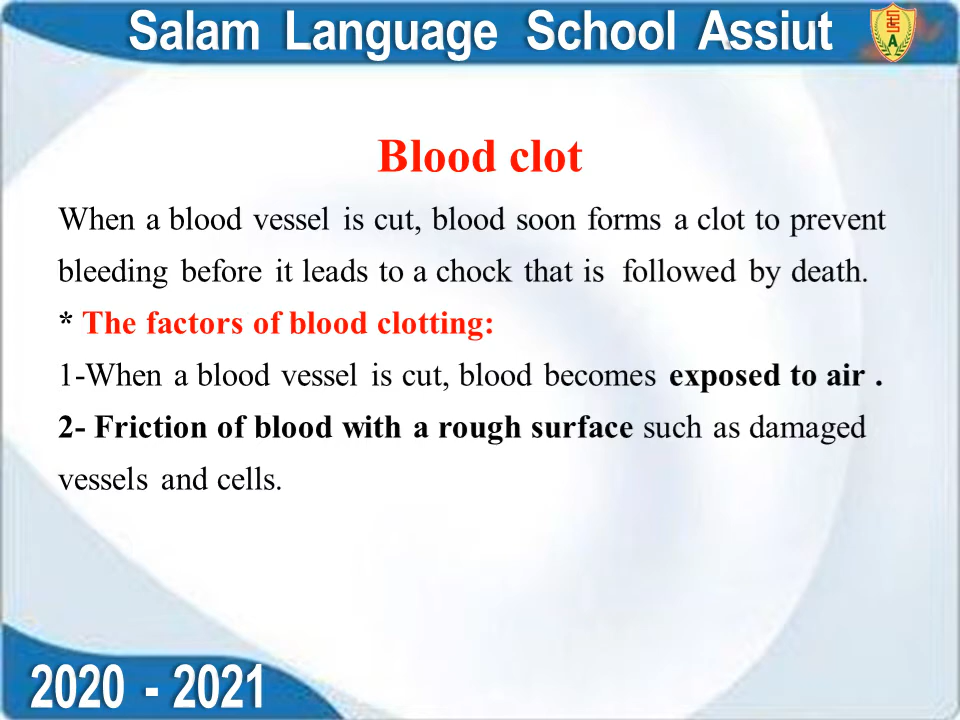 Salam Language School Assiut
Blood clot
When a blood vessel is cut, blood soon forms a clot to prevent
bleeding before it leads to a chock that is followed by death.
* The factors of blood clotting:
1-When a blood vessel is cut, blood becomes exposed to air .
2- Friction of blood with a rough surface such as damaged
vessels and cells.
2020 - 2021